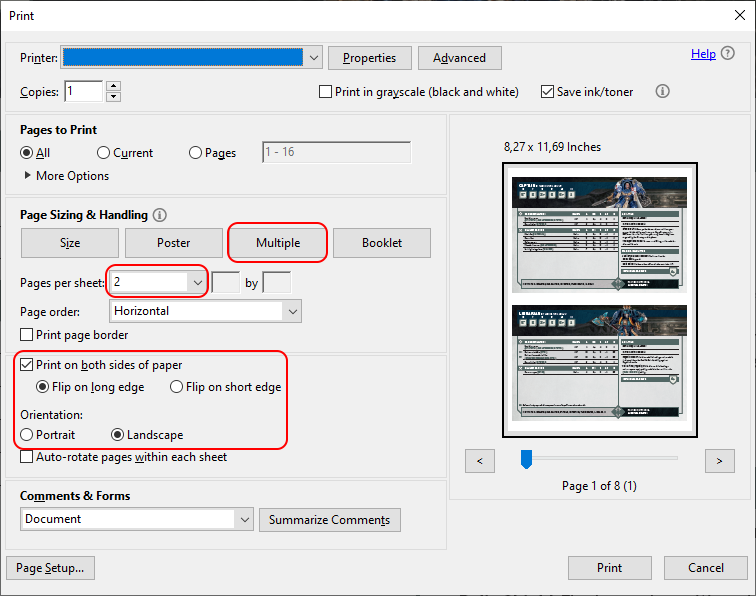 Print
Printer: Properties Advanced Help
Copies: 1 Print in grayscale (black and white) Save ink/toner
Pages to Print
All Current Pages 1 - 16
More Options
8,27 x 11,69 Inches
Page Sizing & Handling
Size Poster Multiple Booklet
Pages per sheet: 2 by
Page order: Horizontal
Print page border
Print on both sides of paper
Flip on long edge Flip on short edge
Orientation:
Portrait Landscape
Auto-rotate pages within each sheet
CAPTAIN
LIBRARIAN
< >
Page 1 of 8 (1)
Comments & Forms
Document Summarize Comments
Page Setup... Print Cancel